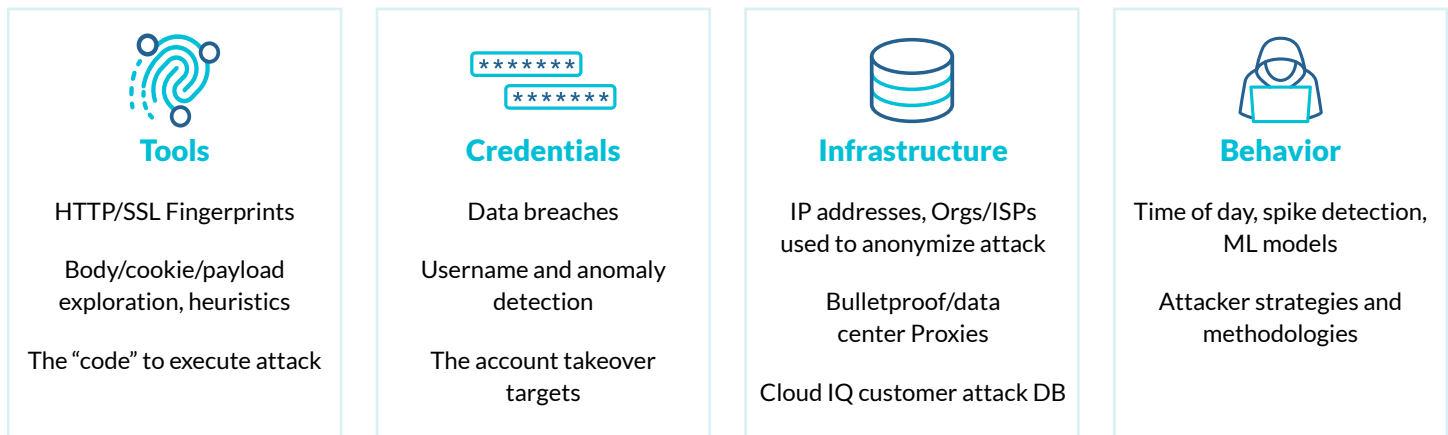 *******
*******
Tools
HTTP/SSL Fingerprints
Body/cookie/payload
exploration, heuristics
The “code” to execute attack
Credentials
Data breaches
Username and anomaly
detection
The account takeover
targets
Infrastructure
IP addresses, Orgs/ISPs
used to anonymize attack
Bulletproof/data
center Proxies
Cloud IQ customer attack DB
Behavior
Time of day, spike detection,
ML models
Attacker strategies and
methodologies